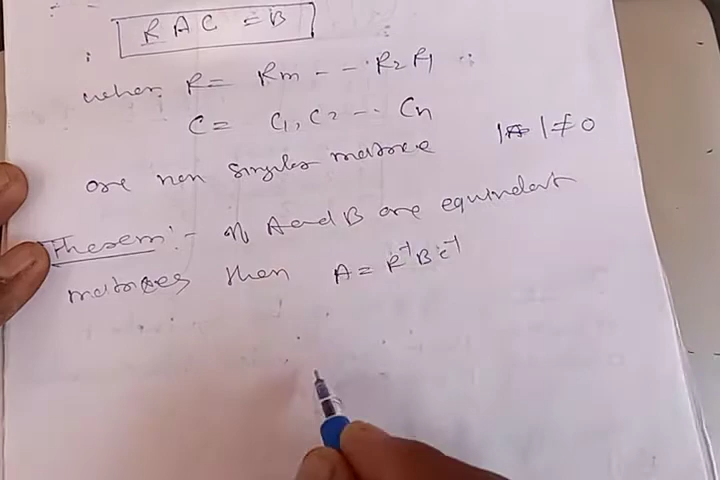 RAC = B
where R = Rm - - R2 R1
C = C1, C2 -- Cn
are non singular matrice |A| ≠ 0
Theorem :- If A and B are equivalent
matrices then A = R⁻¹ B C⁻¹